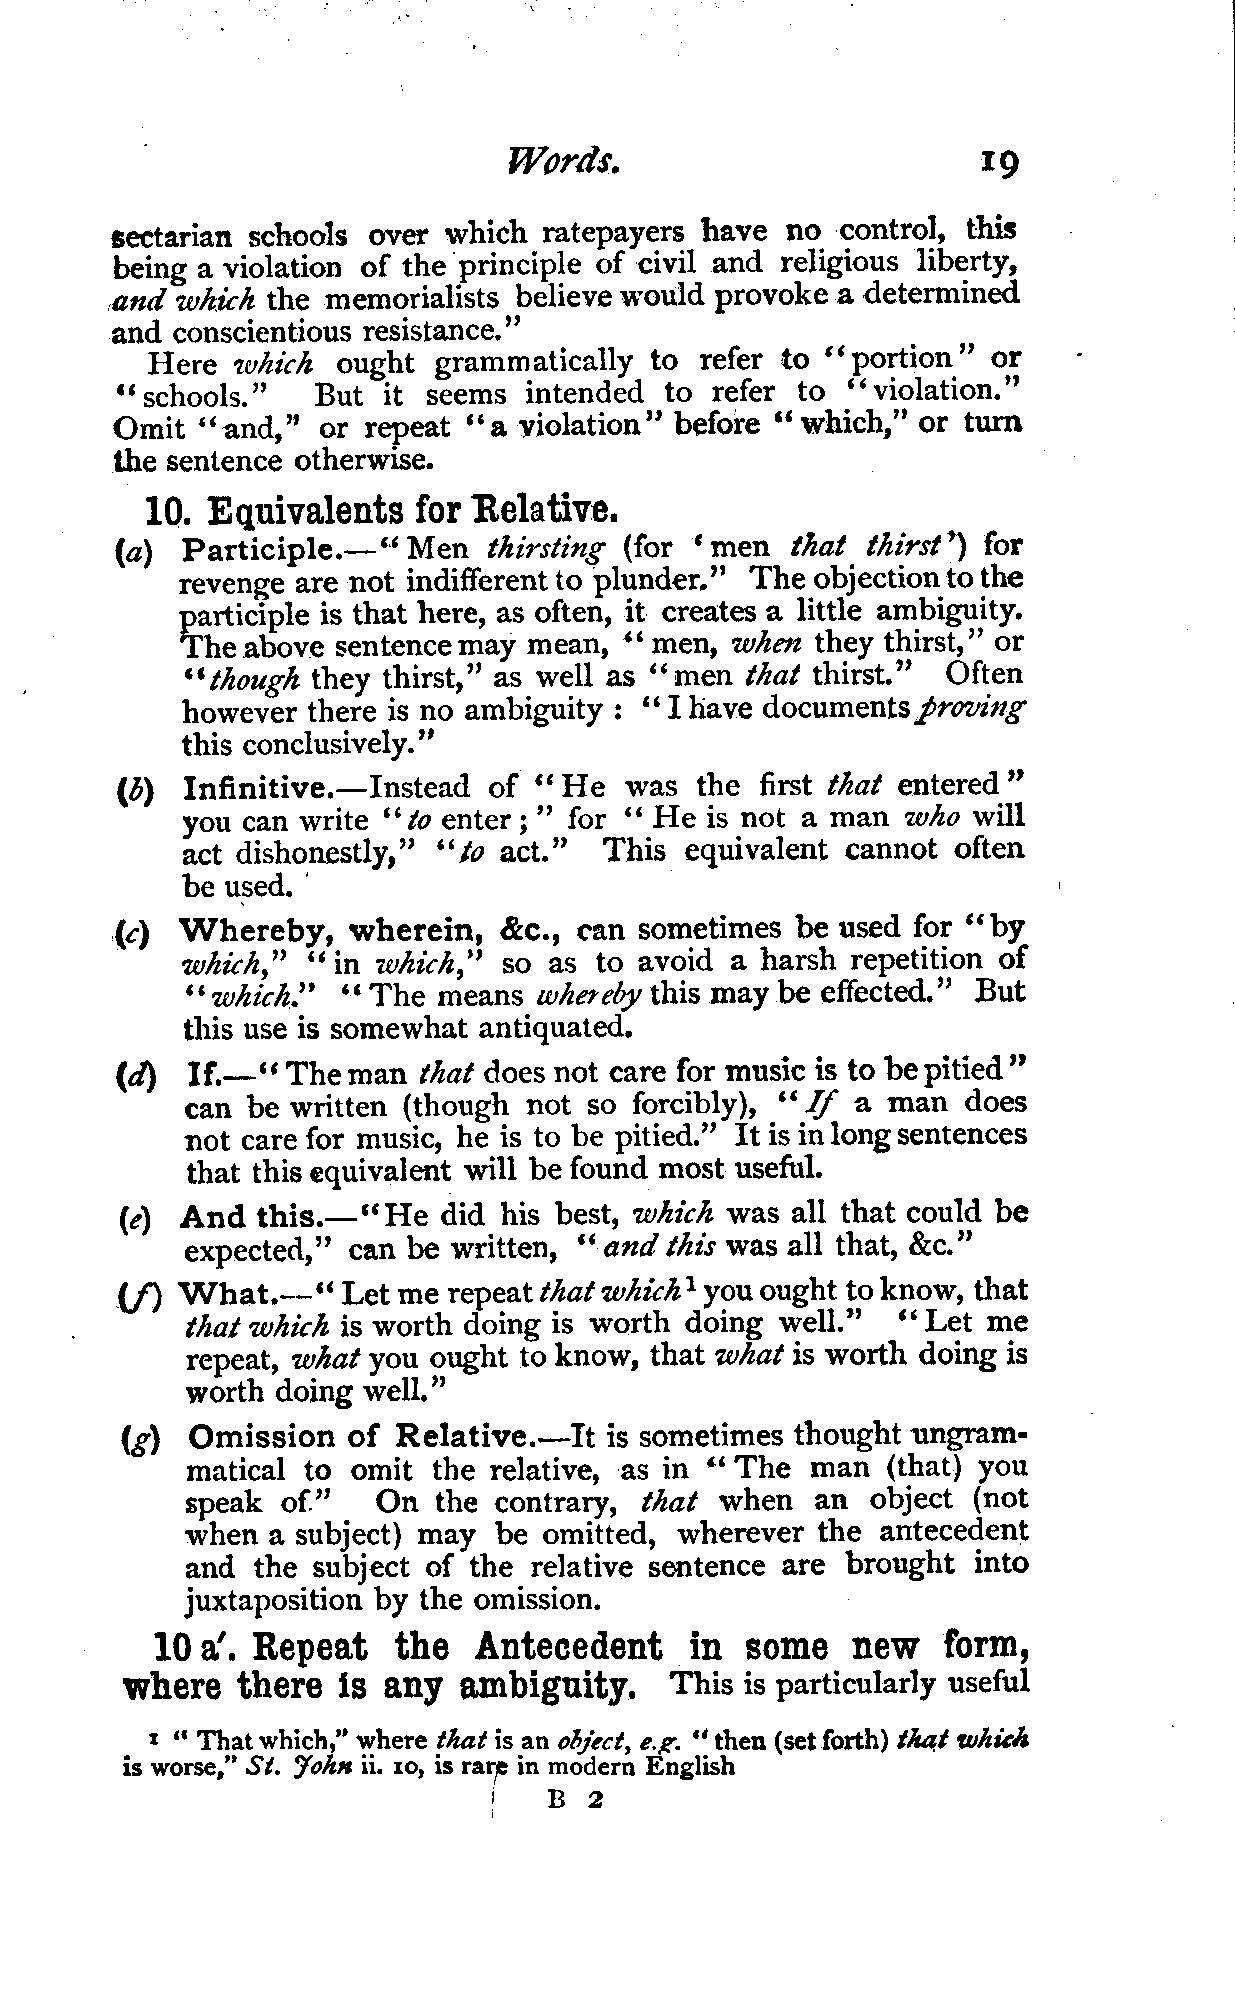 Words. 19
sectarian schools over which ratepayers have no control, this
being a violation of the principle of civil and religious liberty,
and which the memorialists believe would provoke a determined
and conscientious resistance."
Here which ought grammatically to refer to "portion" or
"schools." But it seems intended to refer to "violation."
Omit "and," or repeat "a violation" before "which," or turn
the sentence otherwise.
10. Equivalents for Relative.
(a) Participle.—"Men thirsting (for 'men that thirst') for
revenge are not indifferent to plunder." The objection to the
participle is that here, as often, it creates a little ambiguity.
The above sentence may mean, "men, when they thirst," or
"though they thirst," as well as "men that thirst." Often
however there is no ambiguity : "I have documents proving
this conclusively."
(b) Infinitive.—Instead of "He was the first that entered"
you can write "to enter ;" for "He is not a man who will
act dishonestly," "to act." This equivalent cannot often
be used.
(c) Whereby, wherein, &c., can sometimes be used for "by
which," "in which," so as to avoid a harsh repetition of
"which." "The means whereby this may be effected." But
this use is somewhat antiquated.
(d) If.—"The man that does not care for music is to be pitied"
can be written (though not so forcibly), "If a man does
not care for music, he is to be pitied." It is in long sentences
that this equivalent will be found most useful.
(e) And this.—"He did his best, which was all that could be
expected," can be written, "and this was all that, &c."
(f) What.—"Let me repeat that which¹ you ought to know, that
that which is worth doing is worth doing well." "Let me
repeat, what you ought to know, that what is worth doing is
worth doing well."
(g) Omission of Relative.—It is sometimes thought ungram-
matical to omit the relative, as in "The man (that) you
speak of." On the contrary, that when an object (not
when a subject) may be omitted, wherever the antecedent
and the subject of the relative sentence are brought into
juxtaposition by the omission.
10 a'. Repeat the Antecedent in some new form,
where there is any ambiguity. This is particularly useful
1 "That which," where that is an object, e.g. "then (set forth) that which
is worse," St. John ii. 10, is rare in modern English
B 2